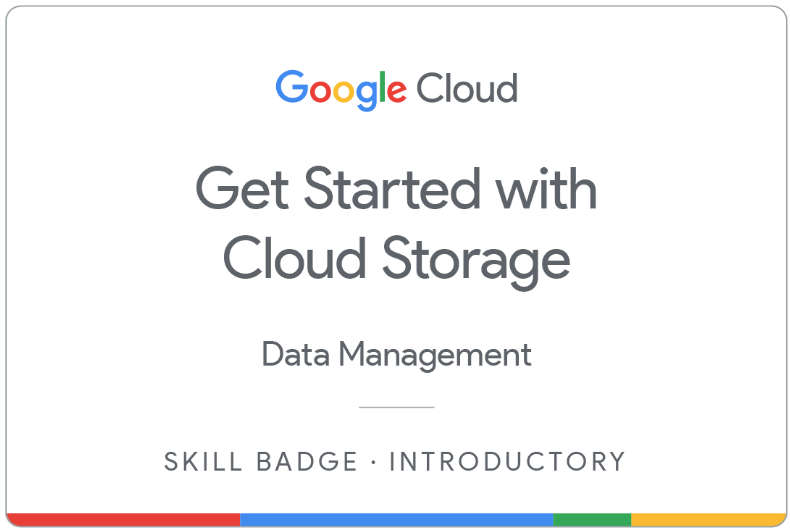 Google Cloud
Get Started with
Cloud Storage
Data Management
SKILL BADGE · INTRODUCTORY